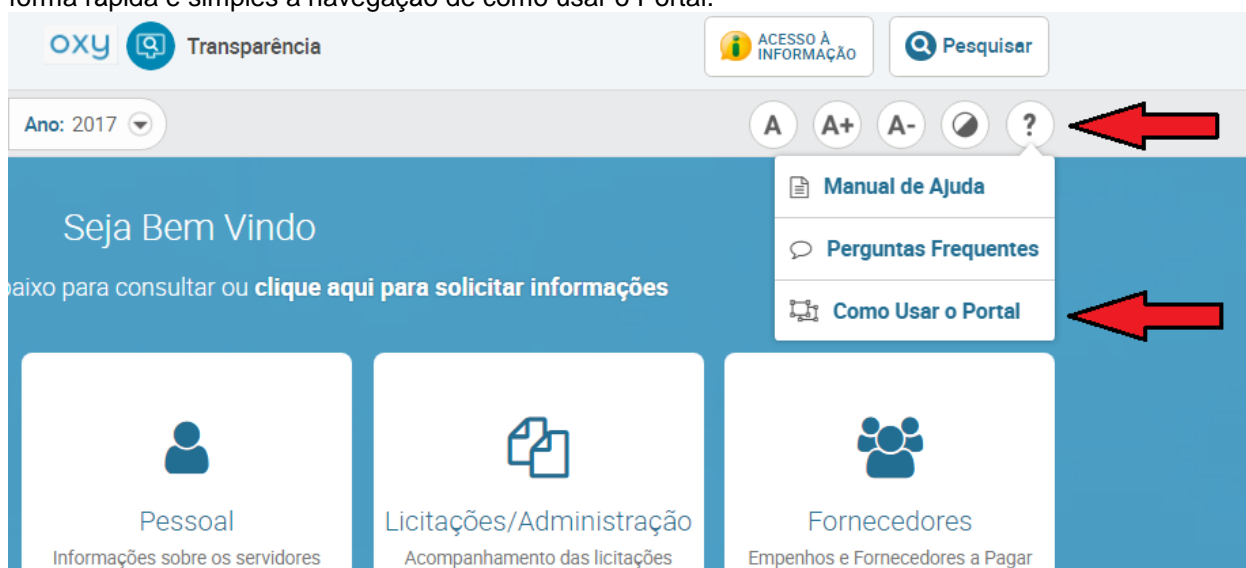 forma rápida e simples a navegação de como usar o Portal.
oxy Transparência
ACESSO À
INFORMAÇÃO
Pesquisar
Ano: 2017
A A+ A- ?
Manual de Ajuda
Seja Bem Vindo
Perguntas Frequentes
baixo para consultar ou clique aqui para solicitar informações
Como Usar o Portal
Pessoal
Informações sobre os servidores
Licitações/Administração
Acompanhamento das licitações
Fornecedores
Empenhos e Fornecedores a Pagar